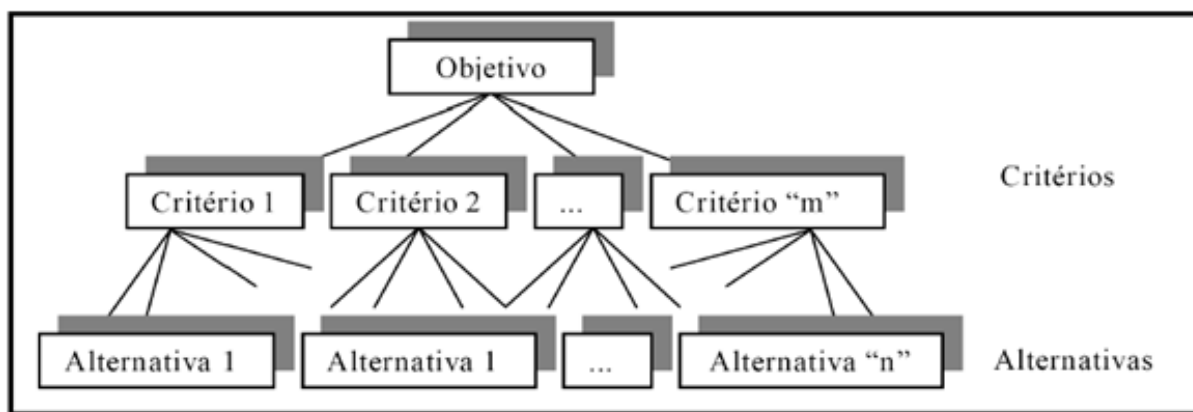 Objetivo
Critério 1 Critério 2 ... Critério “m” Critérios
Alternativa 1 Alternativa 1 ... Alternativa “n” Alternativas